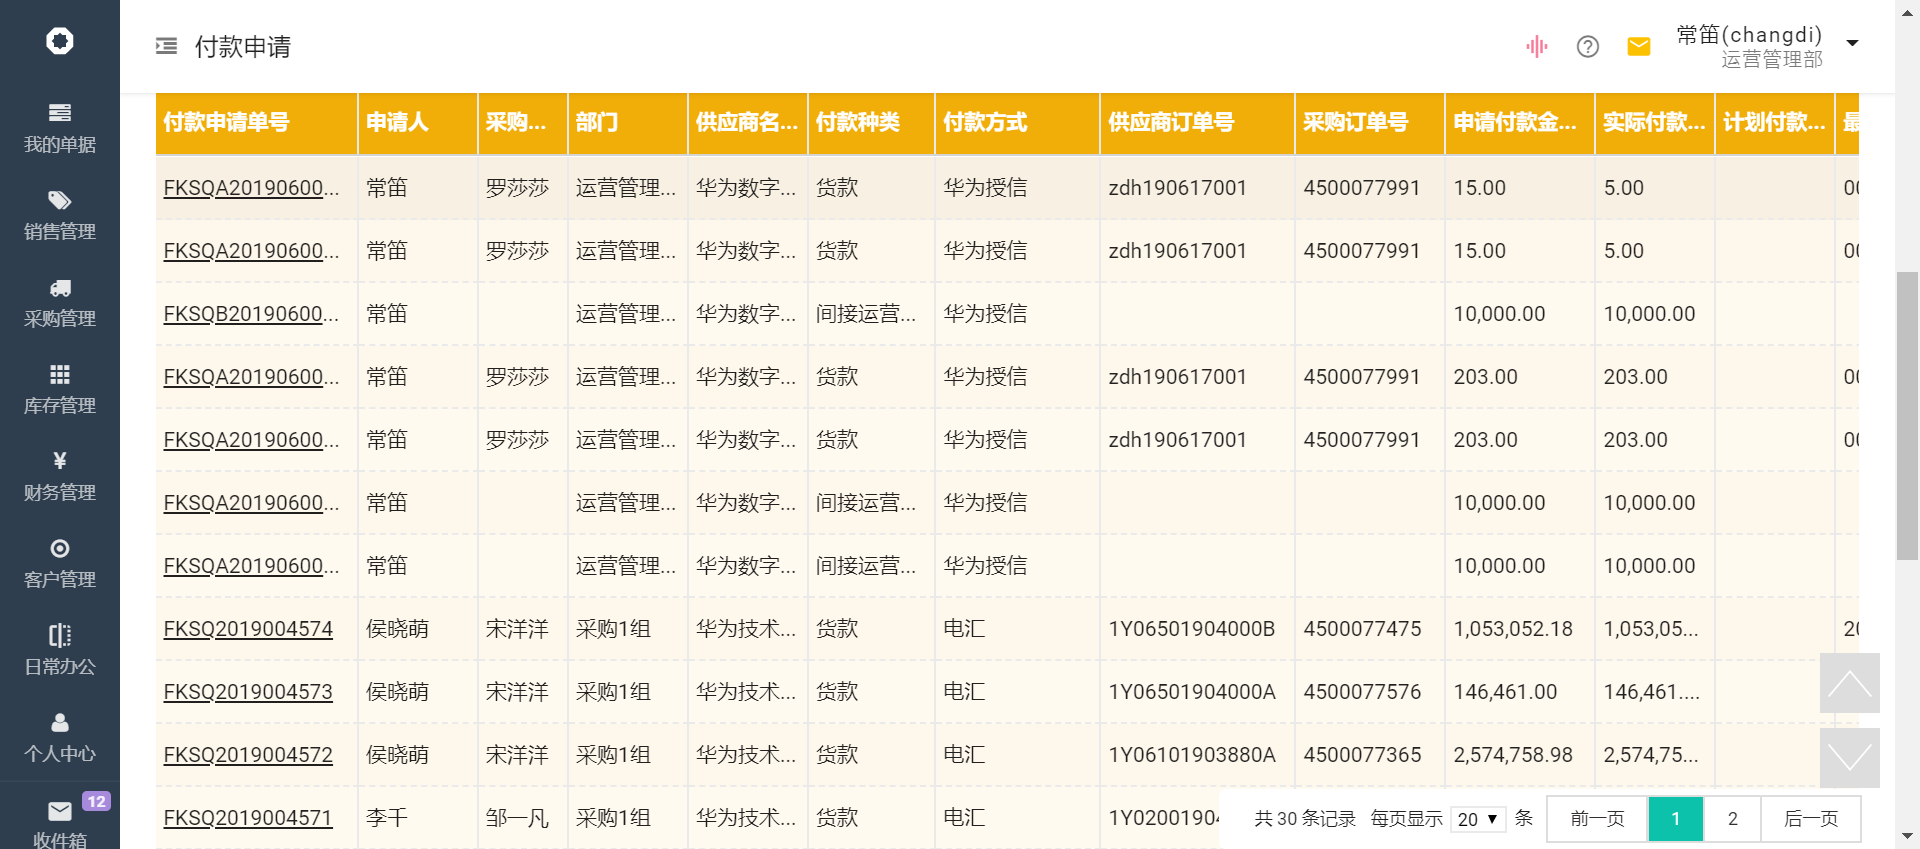 付款申请
常笛(changdi)
运营管理部
我的单据
销售管理
采购管理
库存管理
财务管理
客户管理
日常办公
个人中心
12
收件箱
付款申请单号 申请人 采购... 部门 供应商名... 付款种类 付款方式 供应商订单号 采购订单号 申请付款金... 实际付款... 计划付款... 最
FKSQA20190600... 常笛 罗莎莎 运营管理... 华为数字... 货款 华为授信 zdh190617001 4500077991 15.00 5.00 00
FKSQA20190600... 常笛 罗莎莎 运营管理... 华为数字... 货款 华为授信 zdh190617001 4500077991 15.00 5.00 00
FKSQB20190600... 常笛 运营管理... 华为数字... 间接运营... 华为授信 10,000.00 10,000.00
FKSQA20190600... 常笛 罗莎莎 运营管理... 华为数字... 货款 华为授信 zdh190617001 4500077991 203.00 203.00 00
FKSQA20190600... 常笛 罗莎莎 运营管理... 华为数字... 货款 华为授信 zdh190617001 4500077991 203.00 203.00 00
FKSQA20190600... 常笛 运营管理... 华为数字... 间接运营... 华为授信 10,000.00 10,000.00
FKSQA20190600... 常笛 运营管理... 华为数字... 间接运营... 华为授信 10,000.00 10,000.00
FKSQ2019004574 侯晓萌 宋洋洋 采购1组 华为技术... 货款 电汇 1Y06501904000B 4500077475 1,053,052.18 1,053,05... 20
FKSQ2019004573 侯晓萌 宋洋洋 采购1组 华为技术... 货款 电汇 1Y06501904000A 4500077576 146,461.00 146,461....
FKSQ2019004572 侯晓萌 宋洋洋 采购1组 华为技术... 货款 电汇 1Y06101903880A 4500077365 2,574,758.98 2,574,75...
FKSQ2019004571 李千 邹一凡 采购1组 华为技术... 货款 电汇 1Y02001904
共 30 条记录 每页显示 20 条 前一页 1 2 后一页